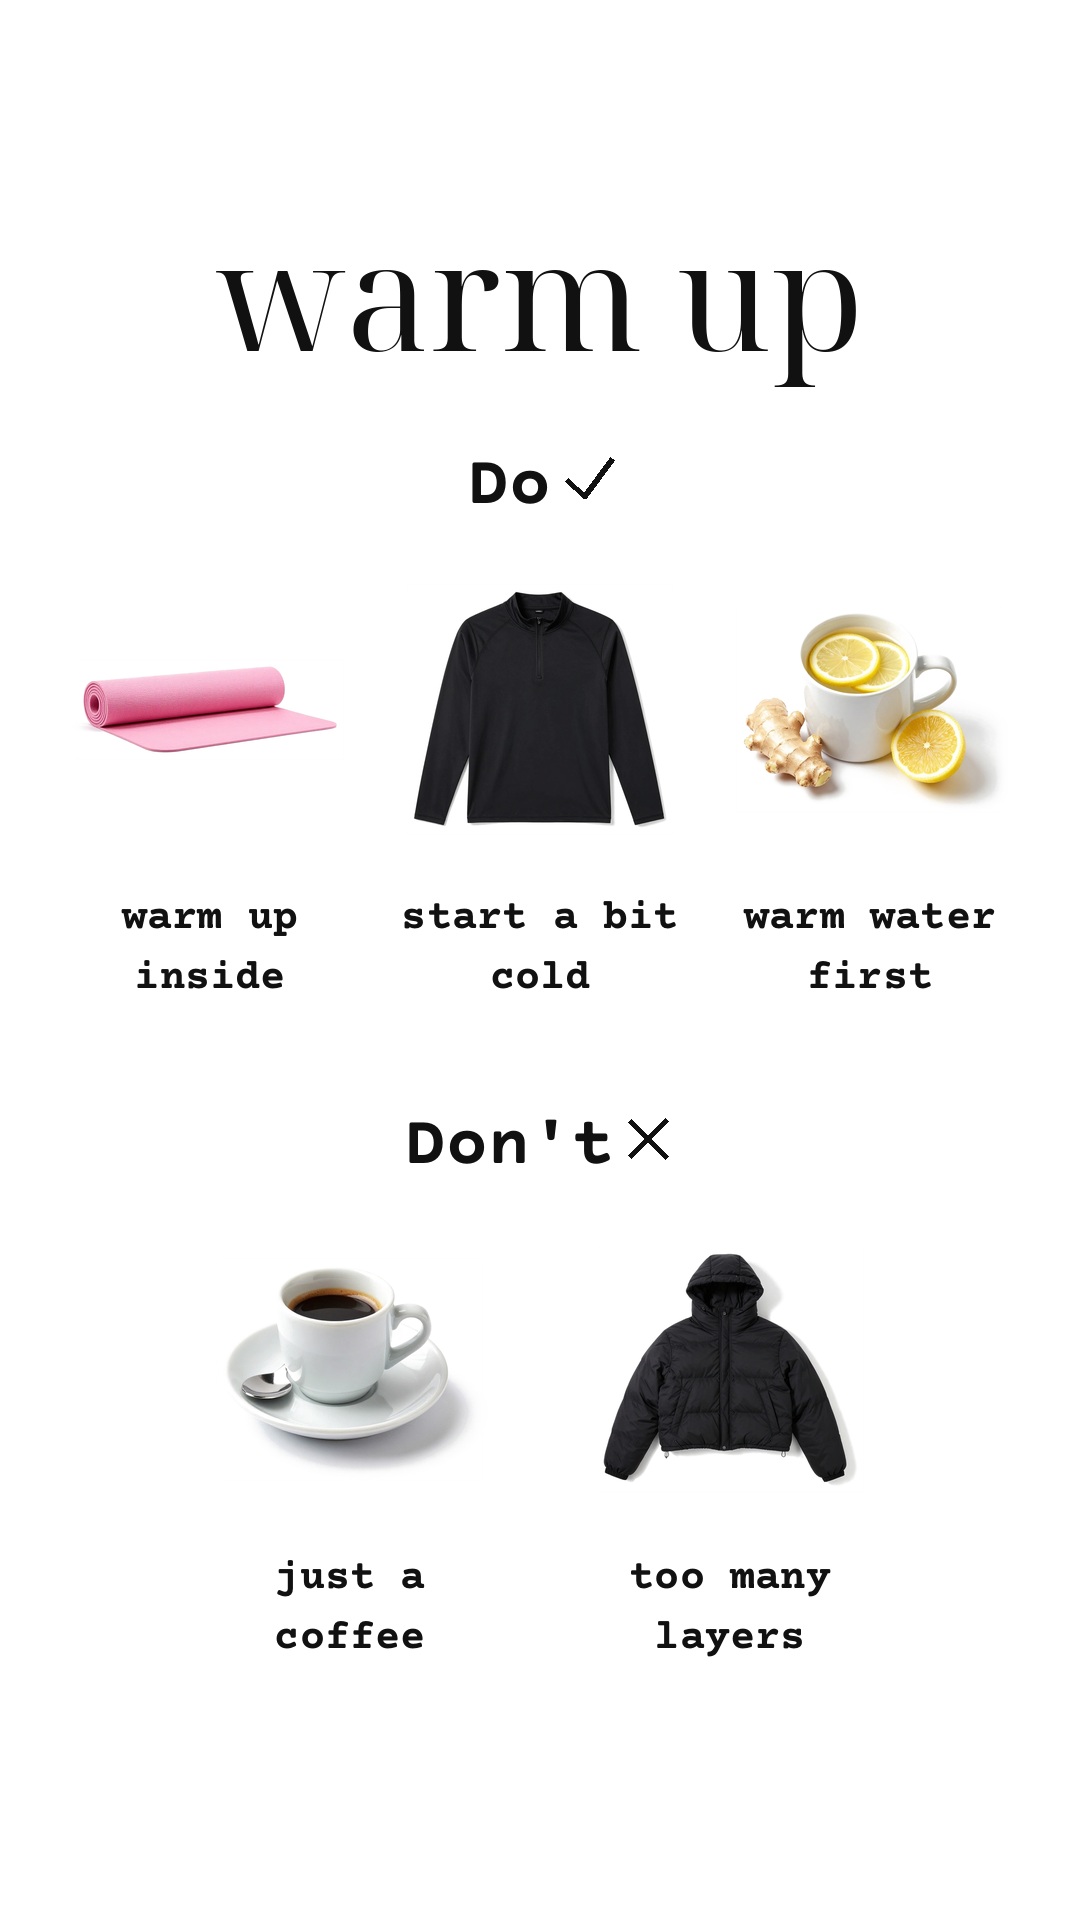 warm up
Do ✓
warm up
inside
start a bit
cold
warm water
first
Don't ✕
just a
coffee
too many
layers